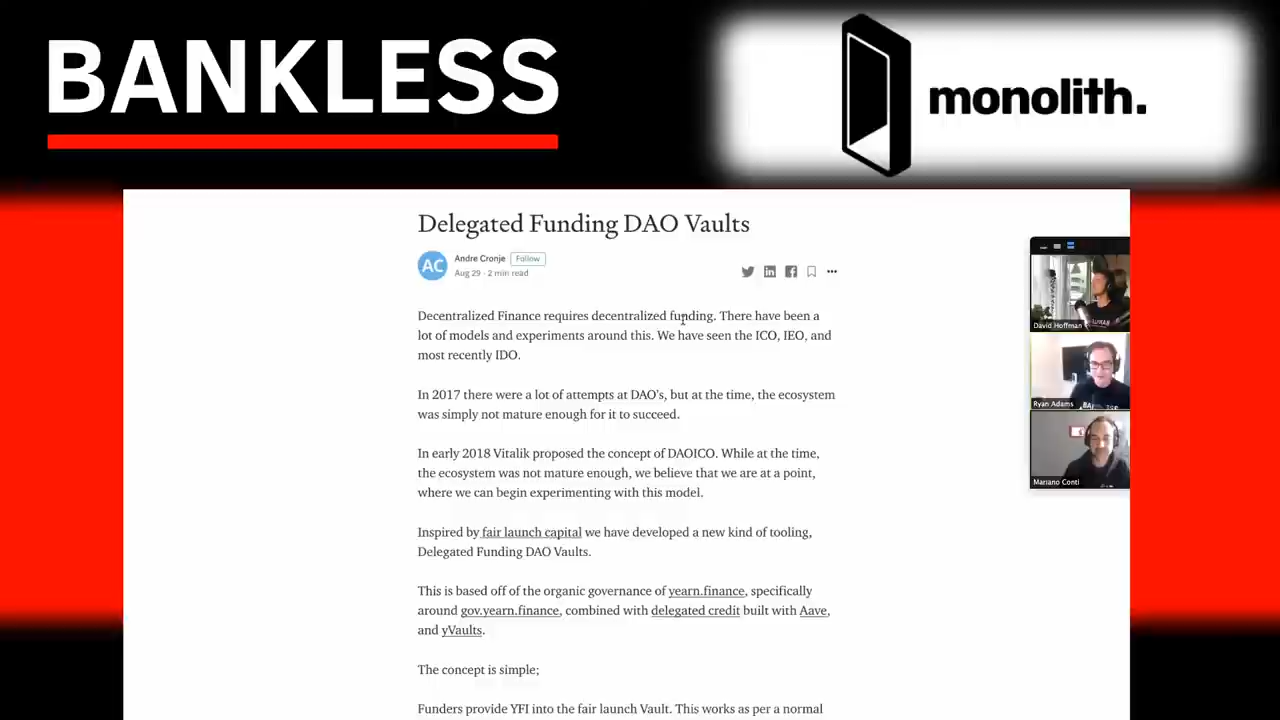 BANKLESS
monolith.
Delegated Funding DAO Vaults
AC
Andre Cronje Follow
Aug 29 · 2 min read
Decentralized Finance requires decentralized funding. There have been a
lot of models and experiments around this. We have seen the ICO, IEO, and
most recently IDO.
In 2017 there were a lot of attempts at DAO's, but at the time, the ecosystem
was simply not mature enough for it to succeed.
In early 2018 Vitalik proposed the concept of DAOICO. While at the time,
the ecosystem was not mature enough, we believe that we are at a point,
where we can begin experimenting with this model.
Inspired by fair launch capital we have developed a new kind of tooling,
Delegated Funding DAO Vaults.
This is based off of the organic governance of yearn.finance, specifically
around gov.yearn.finance, combined with delegated credit built with Aave,
and yVaults.
The concept is simple;
Funders provide YFI into the fair launch Vault. This works as per a normal
David Hoffman
Ryan Adams
Mariano Conti